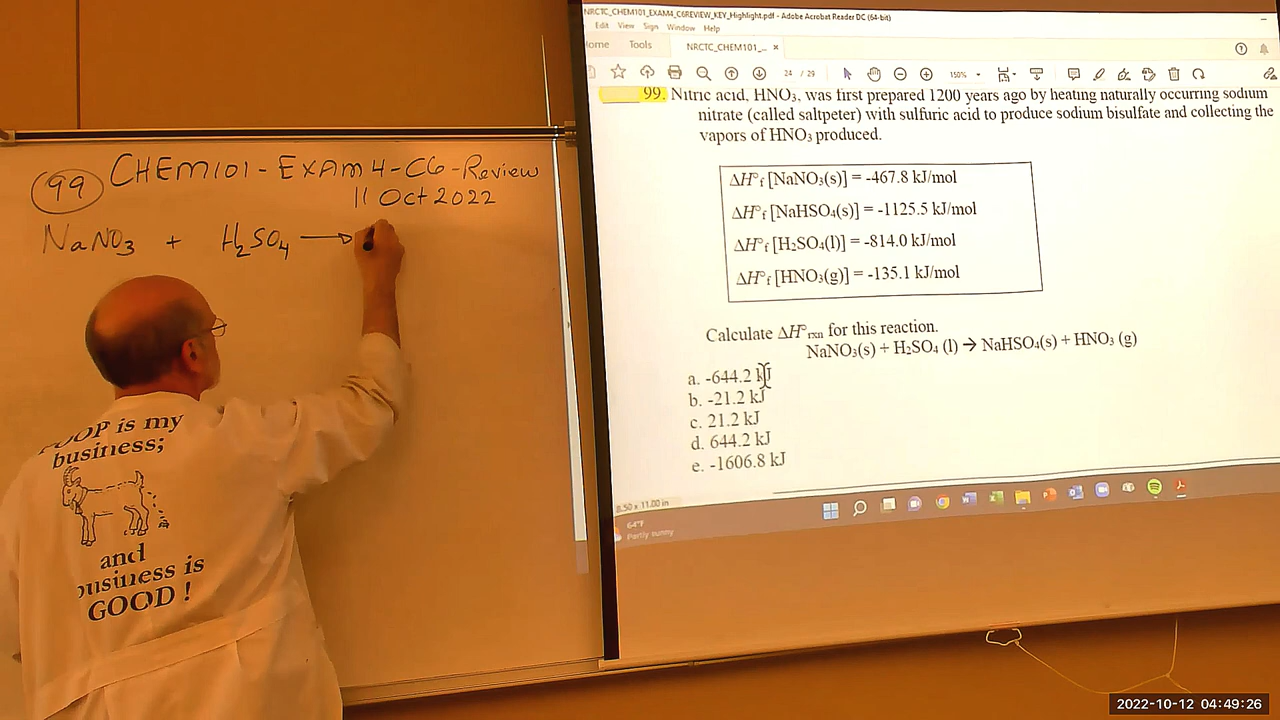 99 CHEM101-EXAM4-C6-Review
11 Oct 2022
NaNO3 + H2SO4 →
is my
business;
and
business is
GOOD!
NRCTC_CHEM101_EXAM4_C6REVIEW_KEY_Highlight.pdf - Adobe Acrobat Reader DC (64-bit)
Edit View Sign Window Help
Tools NRCTC_CHEM101_... ×
24 / 29 150%
99. Nitric acid, HNO3, was first prepared 1200 years ago by heating naturally occurring sodium
nitrate (called saltpeter) with sulfuric acid to produce sodium bisulfate and collecting the
vapors of HNO3 produced.
ΔH°f [NaNO3(s)] = -467.8 kJ/mol
ΔH°f [NaHSO4(s)] = -1125.5 kJ/mol
ΔH°f [H2SO4(l)] = -814.0 kJ/mol
ΔH°f [HNO3(g)] = -135.1 kJ/mol
Calculate ΔH°rxn for this reaction.
NaNO3(s) + H2SO4 (l) → NaHSO4(s) + HNO3 (g)
a. -644.2 kJ
b. -21.2 kJ
c. 21.2 kJ
d. 644.2 kJ
e. -1606.8 kJ
8.50 x 11.00 in
64°F
Partly sunny
2022-10-12 04:49:26